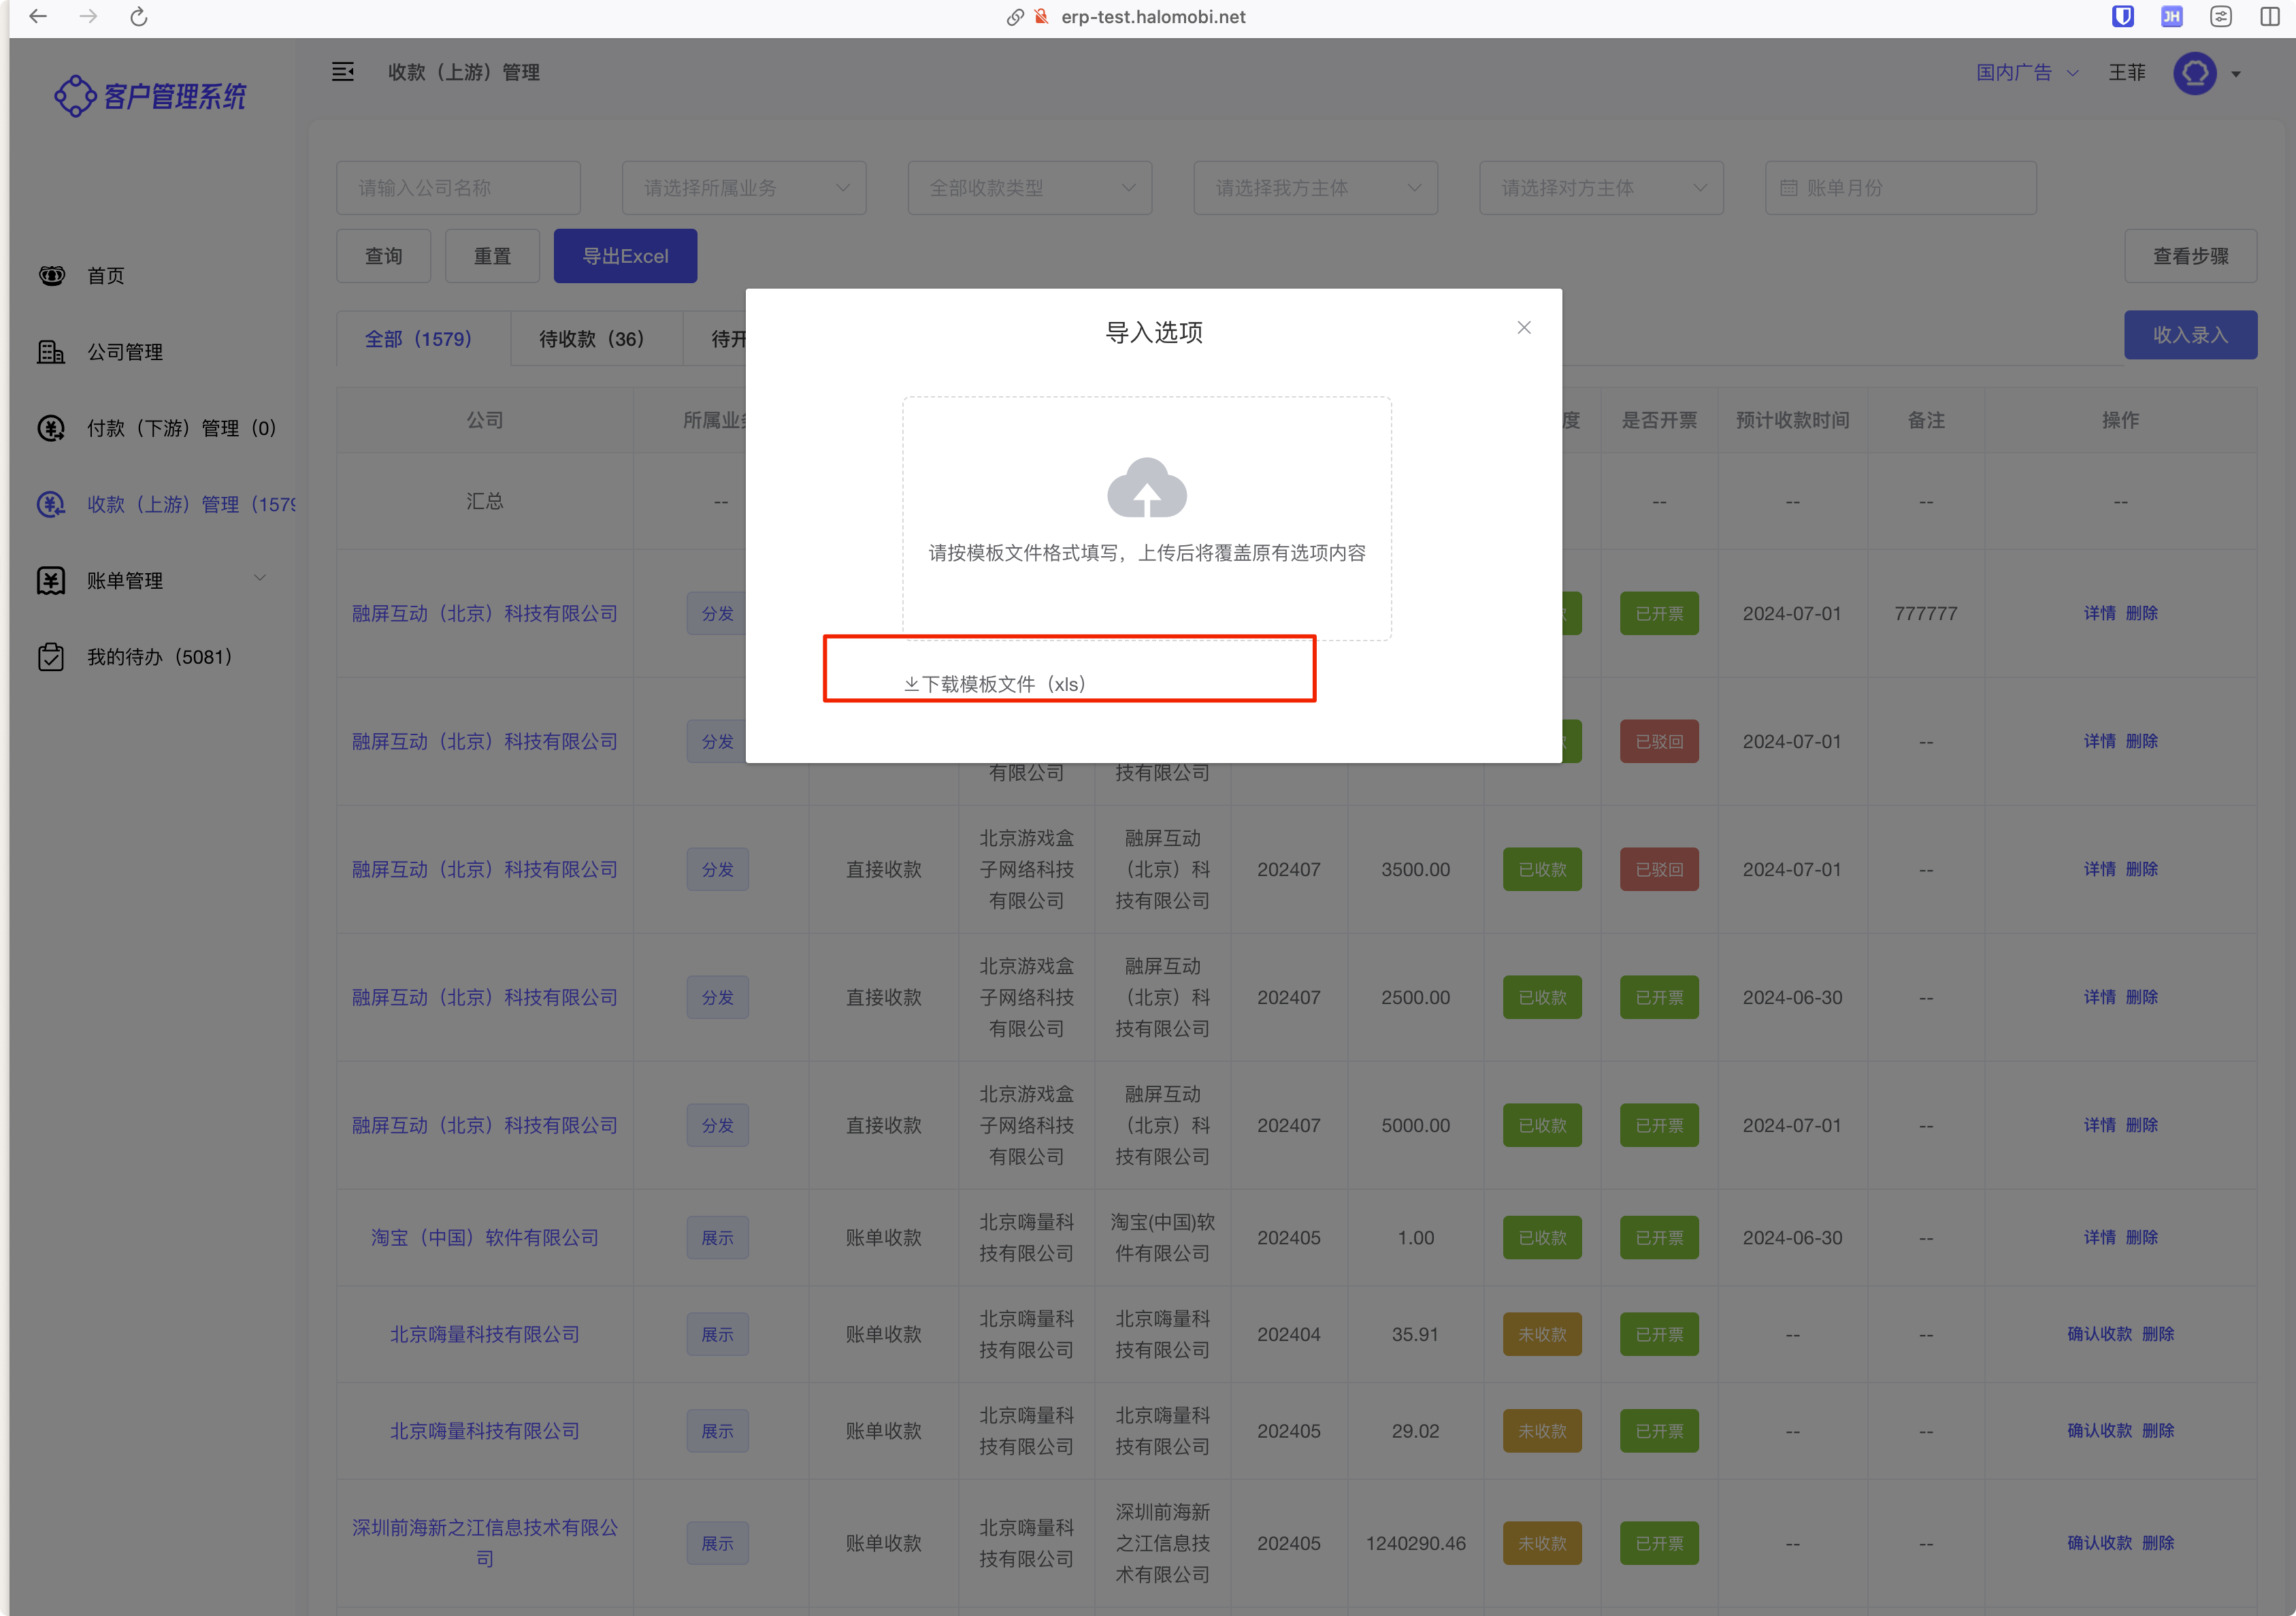 erp-test.halomobi.net
JH
客户管理系统
收款（上游）管理
国内广告
王菲
首页
公司管理
付款（下游）管理（0）
收款（上游）管理（1579
账单管理
我的待办（5081）
请输入公司名称
请选择所属业务
全部收款类型
请选择我方主体
请选择对方主体
账单月份
查询
重置
导出Excel
查看步骤
全部（1579）
待收款（36）
待开
收入录入
导入选项
请按模板文件格式填写，上传后将覆盖原有选项内容
下载模板文件（xls）
公司 所属业 度 是否开票 预计收款时间 备注 操作
汇总 -- -- -- -- --
融屏互动（北京）科技有限公司 分发 已开票 2024-07-01 777777 详情 删除
融屏互动（北京）科技有限公司 分发 已驳回 2024-07-01 -- 详情 删除
有限公司 技有限公司
北京游戏盒 融屏互动
融屏互动（北京）科技有限公司 分发 直接收款 子网络科技 （北京）科 202407 3500.00 已收款 已驳回 2024-07-01 -- 详情 删除
有限公司 技有限公司
北京游戏盒 融屏互动
融屏互动（北京）科技有限公司 分发 直接收款 子网络科技 （北京）科 202407 2500.00 已收款 已开票 2024-06-30 -- 详情 删除
有限公司 技有限公司
北京游戏盒 融屏互动
融屏互动（北京）科技有限公司 分发 直接收款 子网络科技 （北京）科 202407 5000.00 已收款 已开票 2024-07-01 -- 详情 删除
有限公司 技有限公司
北京嗨量科 淘宝(中国)软
淘宝（中国）软件有限公司 展示 账单收款 202405 1.00 已收款 已开票 2024-06-30 -- 详情 删除
技有限公司 件有限公司
北京嗨量科 北京嗨量科
北京嗨量科技有限公司 展示 账单收款 202404 35.91 未收款 已开票 -- -- 确认收款 删除
技有限公司 技有限公司
北京嗨量科 北京嗨量科
北京嗨量科技有限公司 展示 账单收款 202405 29.02 未收款 已开票 -- -- 确认收款 删除
技有限公司 技有限公司
深圳前海新
深圳前海新之江信息技术有限公 北京嗨量科
展示 账单收款 之江信息技 202405 1240290.46 未收款 已开票 -- -- 确认收款 删除
司 技有限公司
术有限公司